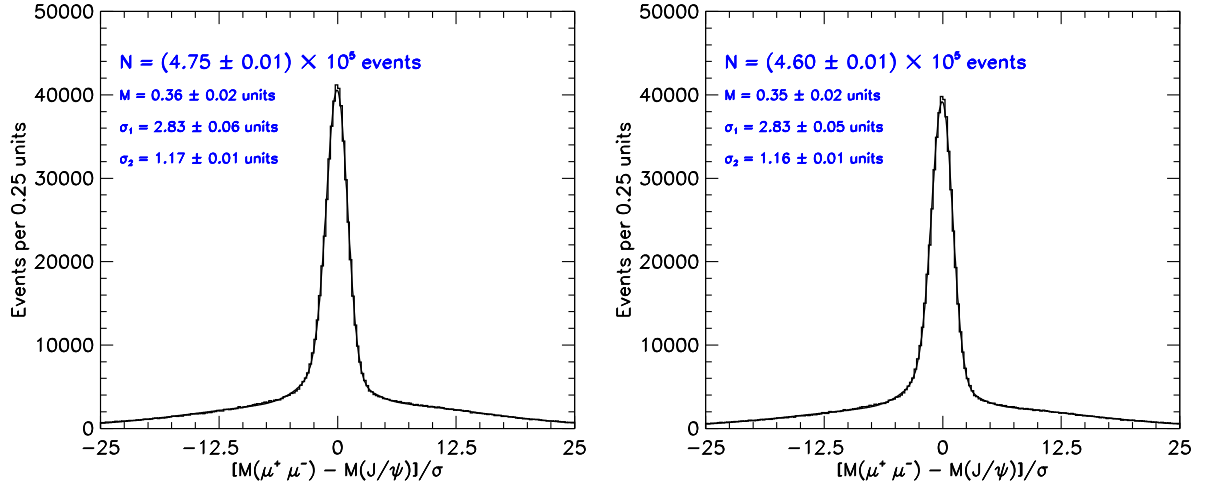 50000
40000
30000
20000
10000
0
Events per 0.25 units
N = (4.75 ± 0.01) × 10⁵ events
M = 0.36 ± 0.02 units
σ₁ = 2.83 ± 0.06 units
σ₂ = 1.17 ± 0.01 units
−25 −12.5 0 12.5 25
[M(μ⁺ μ⁻) − M(J/ψ)]/σ
50000
40000
30000
20000
10000
0
Events per 0.25 units
N = (4.60 ± 0.01) × 10⁵ events
M = 0.35 ± 0.02 units
σ₁ = 2.83 ± 0.05 units
σ₂ = 1.16 ± 0.01 units
−25 −12.5 0 12.5 25
[M(μ⁺ μ⁻) − M(J/ψ)]/σ